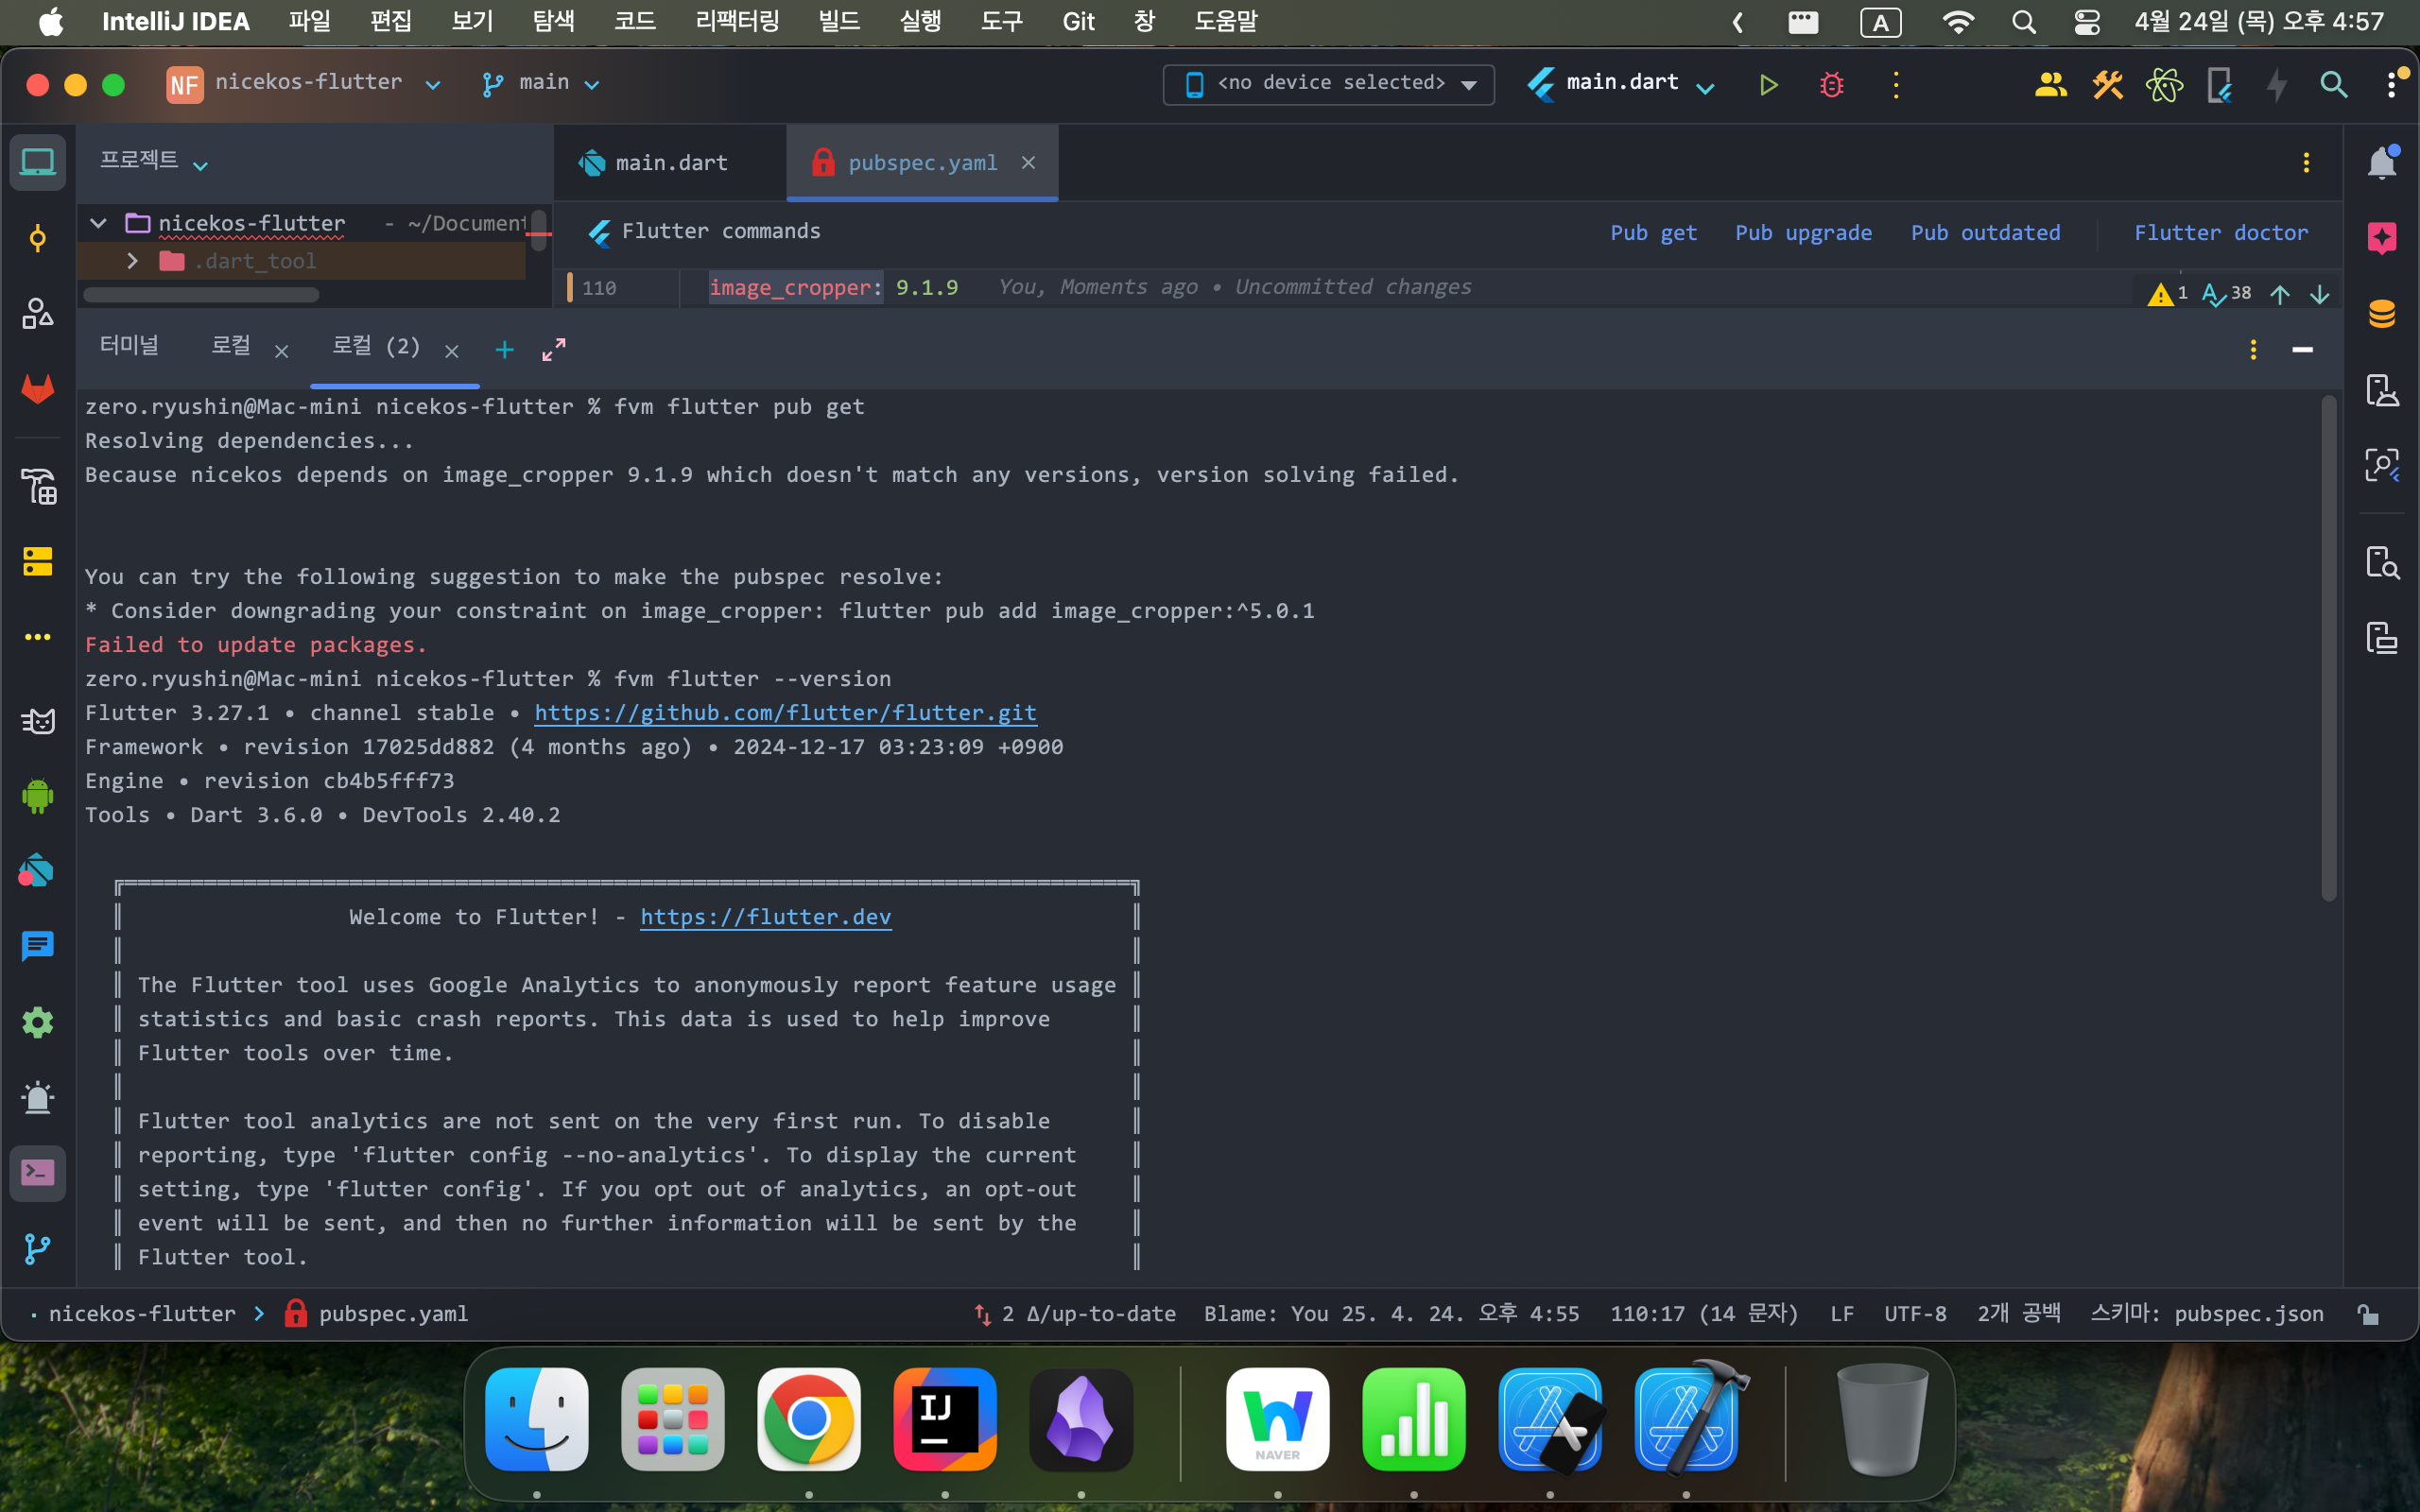 IntelliJ IDEA 파일 편집 보기 탐색 코드 리팩터링 빌드 실행 도구 Git 창 도움말 A 4월 24일 (목) 오후 4:57
NF nicekos-flutter main <no device selected> main.dart
프로젝트
main.dart pubspec.yaml
nicekos-flutter - ~/Document
Flutter commands Pub get Pub upgrade Pub outdated Flutter doctor
.dart_tool
110 image_cropper: 9.1.9 You, Moments ago • Uncommitted changes 1 38
터미널 로컬 로컬 (2)
zero.ryushin@Mac-mini nicekos-flutter % fvm flutter pub get
Resolving dependencies...
Because nicekos depends on image_cropper 9.1.9 which doesn't match any versions, version solving failed.
You can try the following suggestion to make the pubspec resolve:
* Consider downgrading your constraint on image_cropper: flutter pub add image_cropper:^5.0.1
Failed to update packages.
zero.ryushin@Mac-mini nicekos-flutter % fvm flutter --version
Flutter 3.27.1 • channel stable • https://github.com/flutter/flutter.git
Framework • revision 17025dd882 (4 months ago) • 2024-12-17 03:23:09 +0900
Engine • revision cb4b5fff73
Tools • Dart 3.6.0 • DevTools 2.40.2
Welcome to Flutter! - https://flutter.dev
The Flutter tool uses Google Analytics to anonymously report feature usage
statistics and basic crash reports. This data is used to help improve
Flutter tools over time.
Flutter tool analytics are not sent on the very first run. To disable
reporting, type 'flutter config --no-analytics'. To display the current
setting, type 'flutter config'. If you opt out of analytics, an opt-out
event will be sent, and then no further information will be sent by the
Flutter tool.
nicekos-flutter pubspec.yaml 2 Δ/up-to-date Blame: You 25. 4. 24. 오후 4:55 110:17 (14 문자) LF UTF-8 2개 공백 스키마: pubspec.json
IJ
NAVER